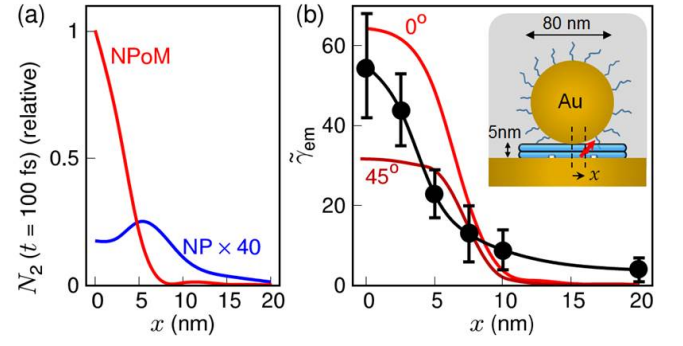 (a)
1
0.5
0
NPoM
NP × 40
N₂ (t = 100 fs) (relative)
0 5 10 15 20
x (nm)
(b)
60
40
20
0
γ̃em
0°
45°
0 5 10 15 20
x (nm)
80 nm
Au
5nm
x